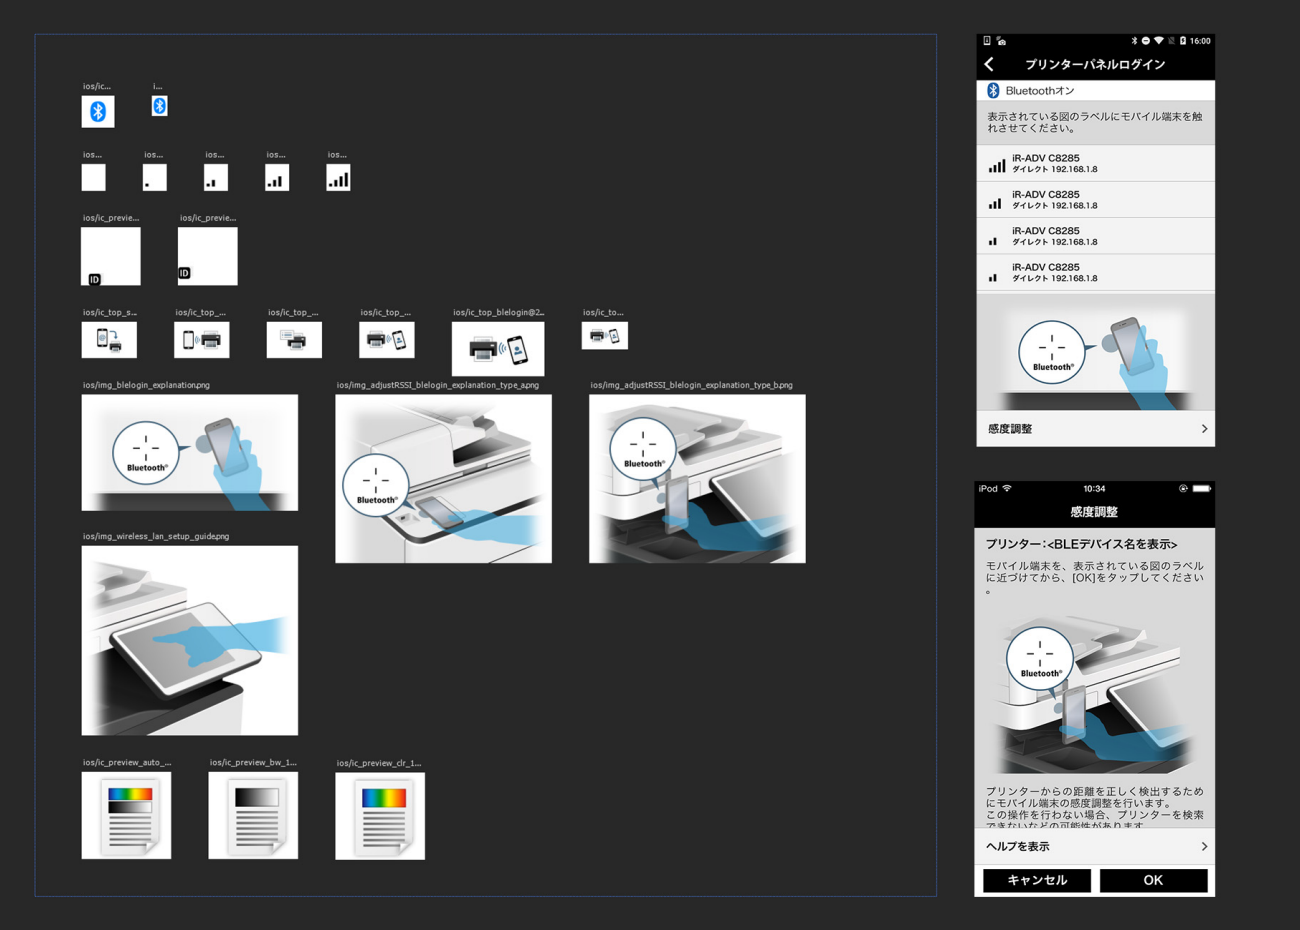 ios/ic...
i...
ios...
ios...
ios...
ios...
ios...
ios/ic_previe...
ios/ic_previe...
ID
ID
ios/ic_top_s...
ios/ic_top_...
ios/ic_top_...
ios/ic_top_...
ios/ic_top_blelogin@2...
ios/ic_to...
ios/img_blelogin_explanation.png
ios/img_adjustRSSI_blelogin_explanation_type_a.png
ios/img_adjustRSSI_blelogin_explanation_type_b.png
Bluetooth®
Bluetooth®
Bluetooth®
ios/img_wireless_lan_setup_guide.png
ios/ic_preview_auto_...
ios/ic_preview_bw_1...
ios/ic_preview_clr_1...
16:00
プリンターパネルログイン
Bluetoothオン
表示されている図のラベルにモバイル端末を触
れさせてください。
iR-ADV C8285
ダイレクト 192.168.1.8
iR-ADV C8285
ダイレクト 192.168.1.8
iR-ADV C8285
ダイレクト 192.168.1.8
iR-ADV C8285
ダイレクト 192.168.1.8
Bluetooth®
感度調整
iPod
10:34
感度調整
プリンター:<BLEデバイス名を表示>
モバイル端末を、表示されている図のラベル
に近づけてから、[OK]をタップしてください
。
Bluetooth®
プリンターからの距離を正しく検出するため
にモバイル端末の感度調整を行います。
この操作を行わない場合、プリンターを検索
できないなどの可能性があります
ヘルプを表示
キャンセル
OK